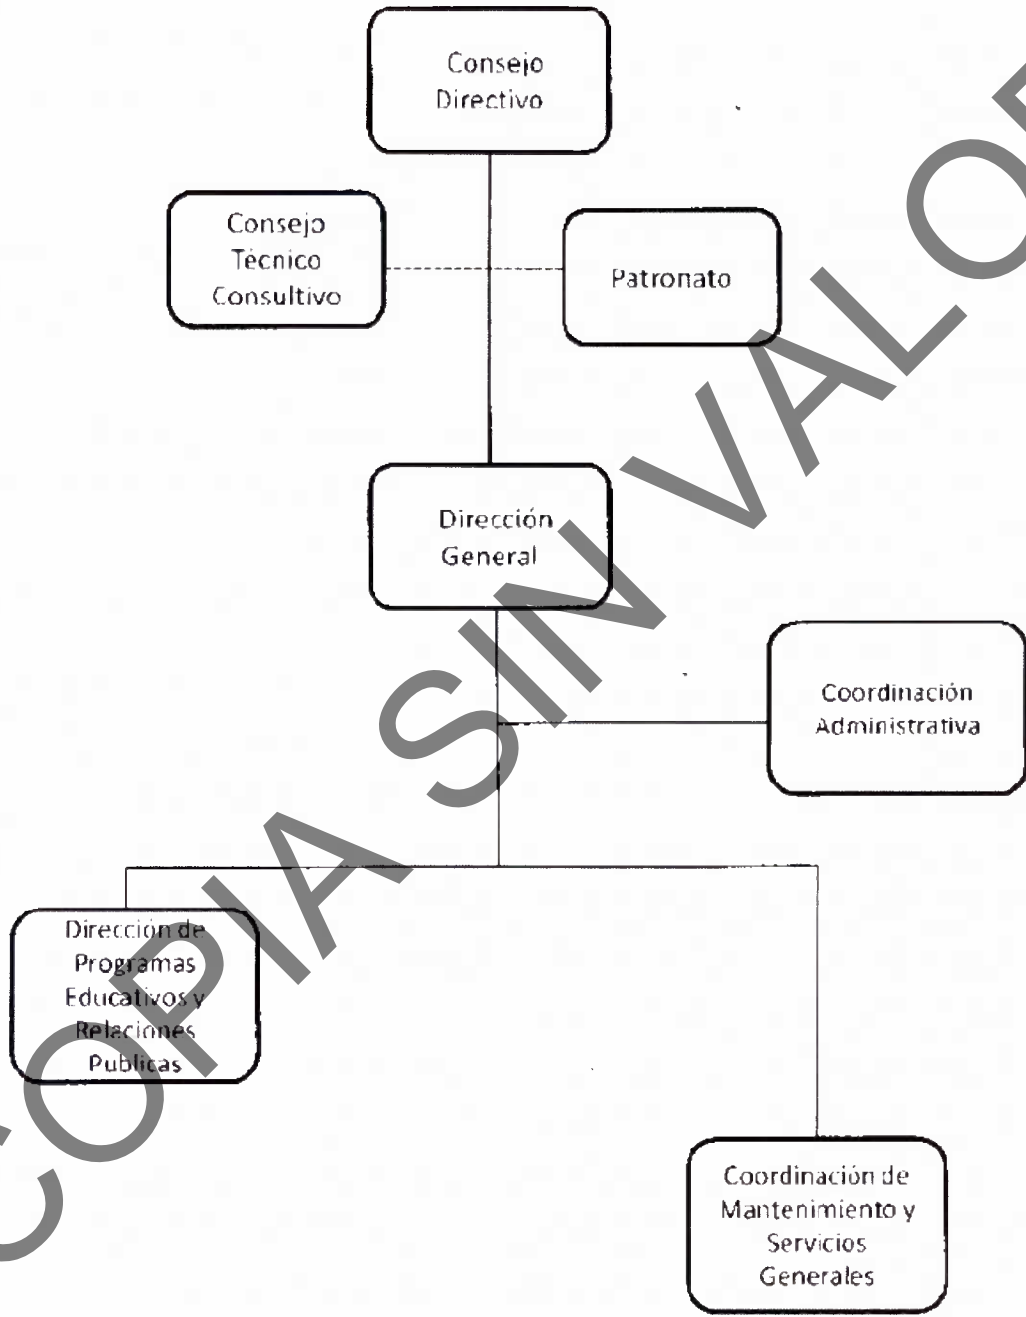 Consejo
Directivo
Consejo
Técnico
Consultivo
Patronato
Dirección
General
Coordinación
Administrativa
Dirección de
Programas
Educativos y
Relaciones
Publicas
Coordinación de
Mantenimiento y
Servicios
Generales
COPIA SIN VALOR